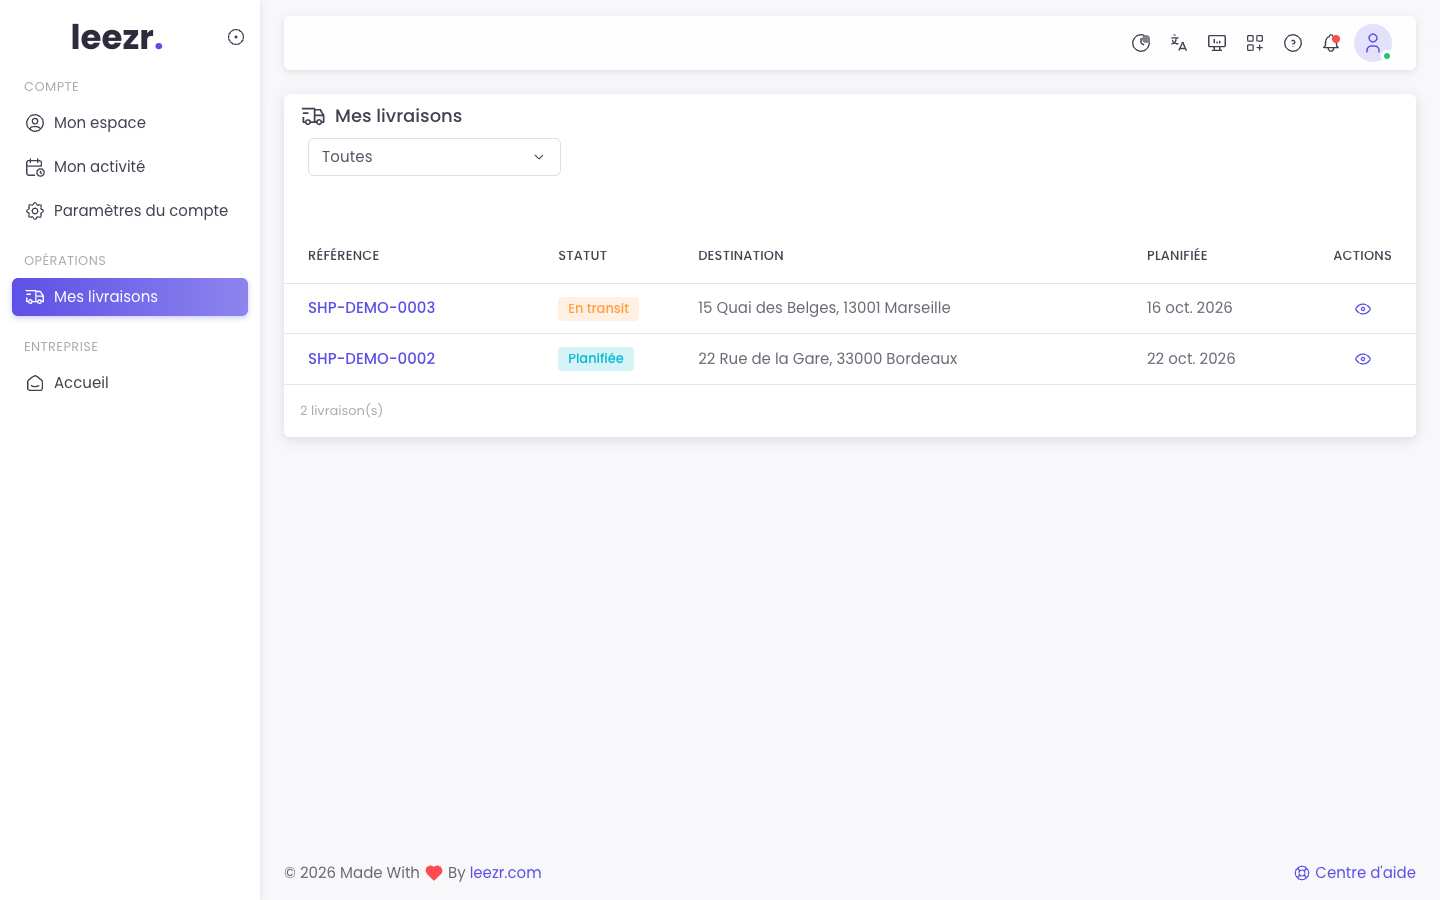 leezr.
COMPTE
Mon espace
Mon activité
Paramètres du compte
OPÉRATIONS
Mes livraisons
ENTREPRISE
Accueil
Mes livraisons
Toutes
RÉFÉRENCE STATUT DESTINATION PLANIFIÉE ACTIONS
SHP-DEMO-0003 En transit 15 Quai des Belges, 13001 Marseille 16 oct. 2026
SHP-DEMO-0002 Planifiée 22 Rue de la Gare, 33000 Bordeaux 22 oct. 2026
2 livraison(s)
© 2026 Made With By leezr.com
Centre d'aide